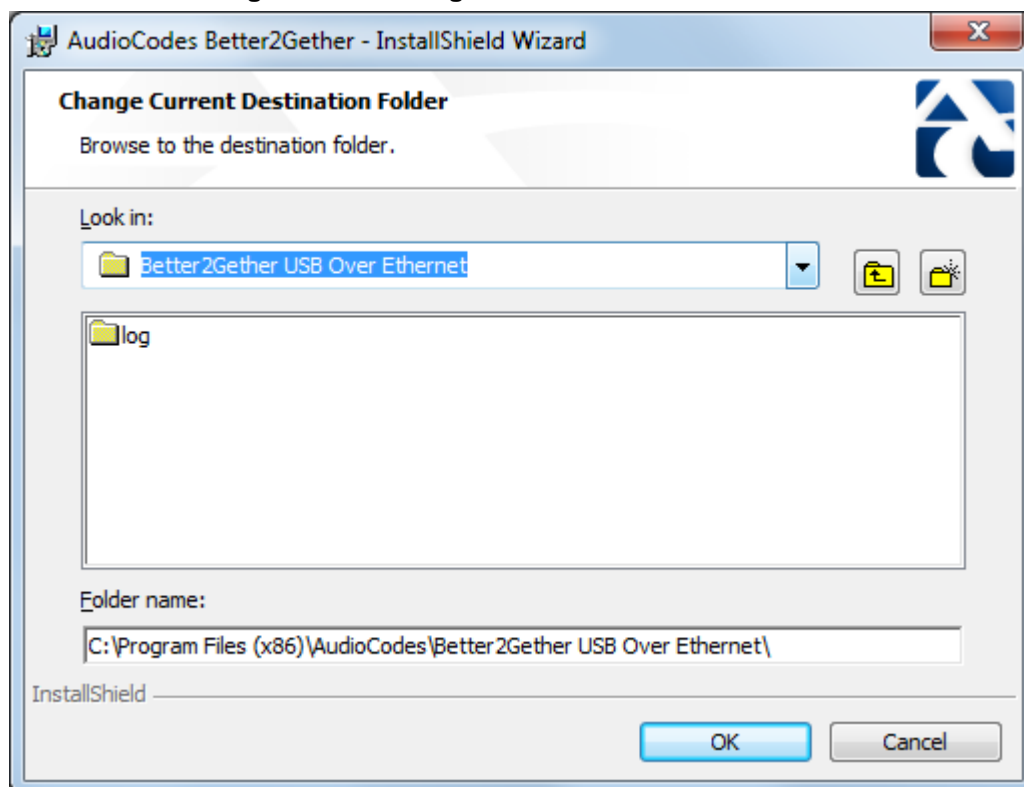 AudioCodes Better2Gether - InstallShield Wizard
Change Current Destination Folder
Browse to the destination folder.
Look in:
Better2Gether USB Over Ethernet
log
Folder name:
C:\Program Files (x86)\AudioCodes\Better2Gether USB Over Ethernet\
InstallShield
OK Cancel